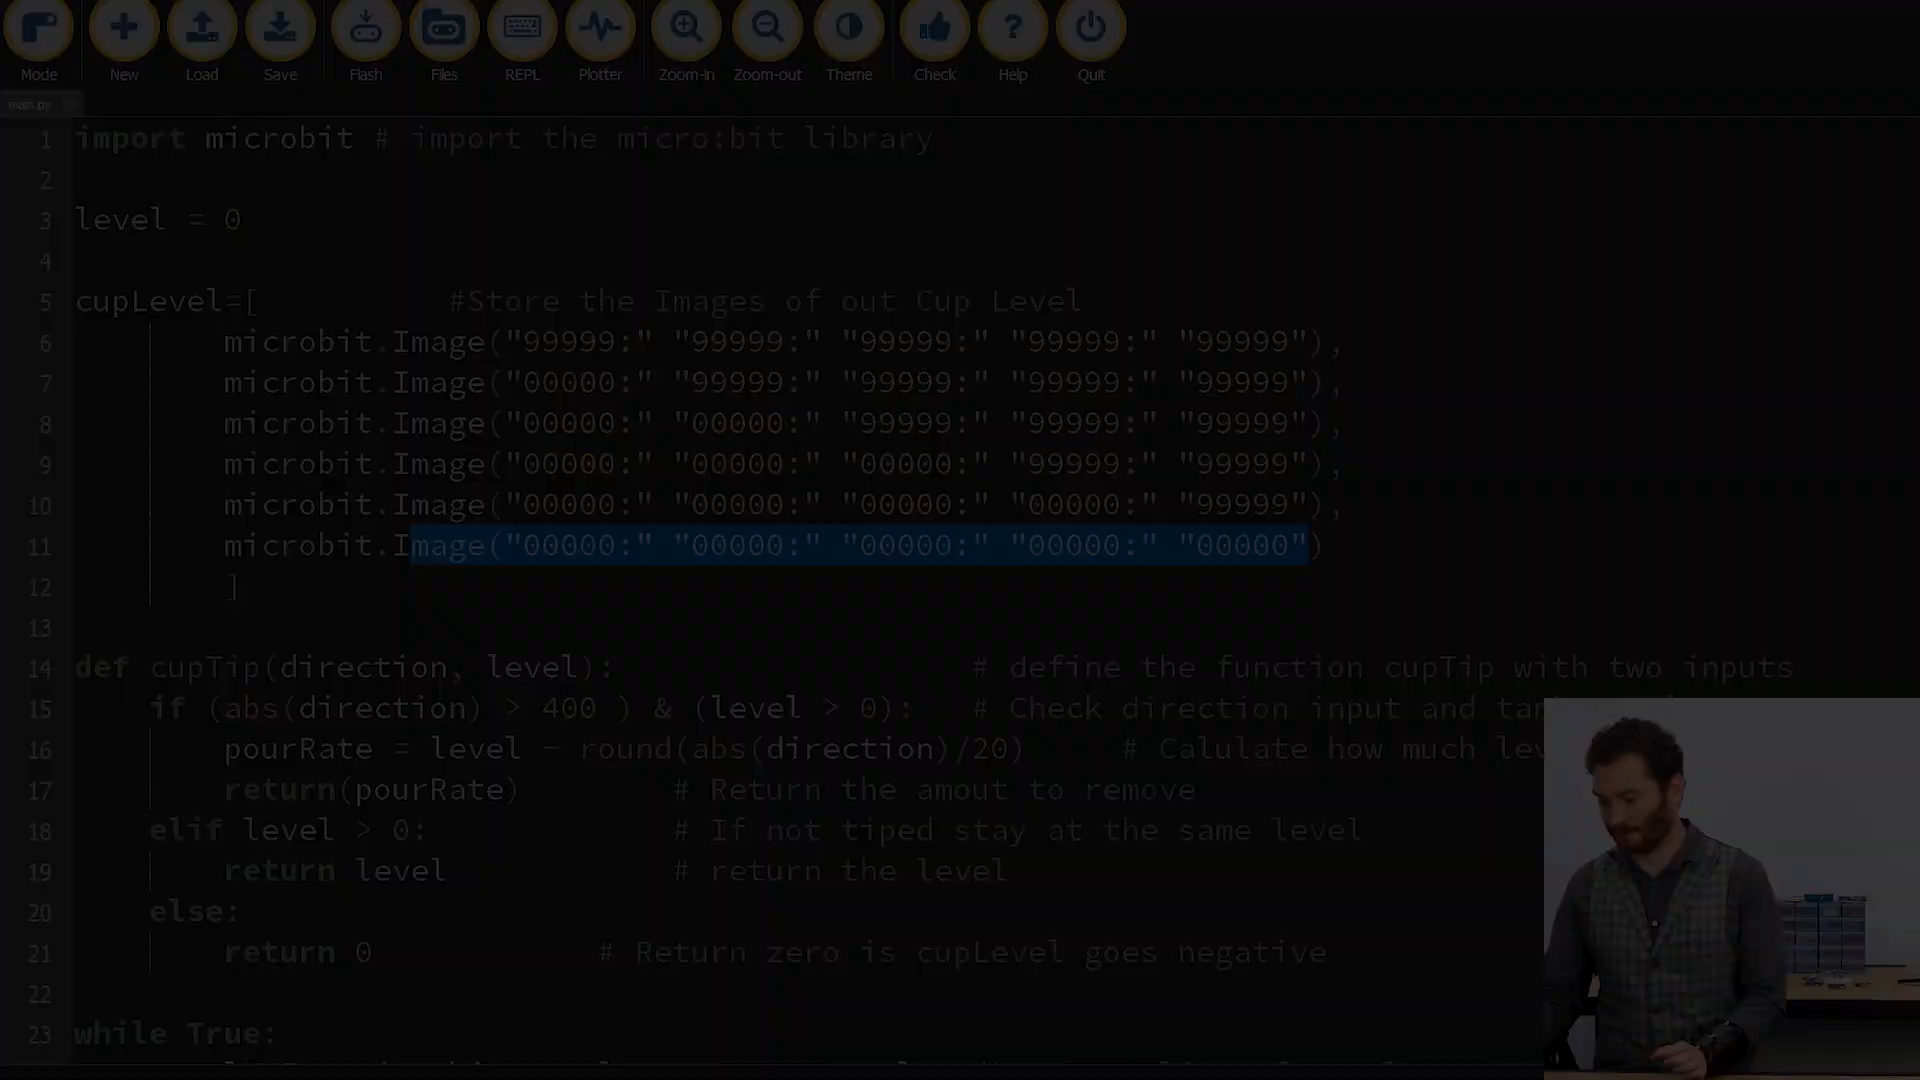 Mode New Load Save Flash Files REPL Plotter Zoom-in Zoom-out Theme Check Help Quit
main.py
1 import microbit # import the micro:bit library
2
3 level = 0
4
5 cupLevel=[ #Store the Images of out Cup Level
6 microbit.Image("99999:" "99999:" "99999:" "99999:" "99999"),
7 microbit.Image("00000:" "99999:" "99999:" "99999:" "99999"),
8 microbit.Image("00000:" "00000:" "99999:" "99999:" "99999"),
9 microbit.Image("00000:" "00000:" "00000:" "99999:" "99999"),
10 microbit.Image("00000:" "00000:" "00000:" "00000:" "99999"),
11 microbit.Image("00000:" "00000:" "00000:" "00000:" "00000")
12 ]
13
14 def cupTip(direction, level): # define the function cupTip with two inputs
15 if (abs(direction) > 400 ) & (level > 0): # Check direction input and
16 pourRate = level - round(abs(direction)/20) # Calulate how much
17 return(pourRate) # Return the amout to remove
18 elif level > 0: # If not tiped stay at the same level
19 return level # return the level
20 else:
21 return 0 # Return zero is cupLevel goes negative
22
23 while True: